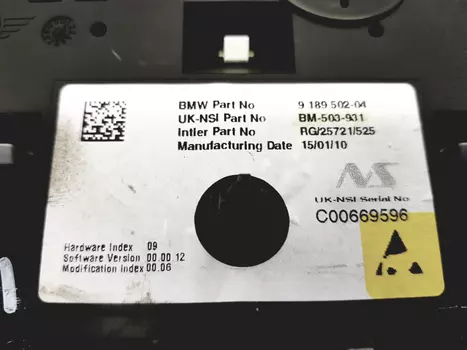 BMW Part No 9 189 502-04
UK-NSI Part No BM-503-931
Intier Part No RG/25721/525
Manufacturing Date 15/01/10
NS
UK-NSI Serial No
C00669596
Hardware Index 09
Software Version 00.00.12
Modification Index 00.06